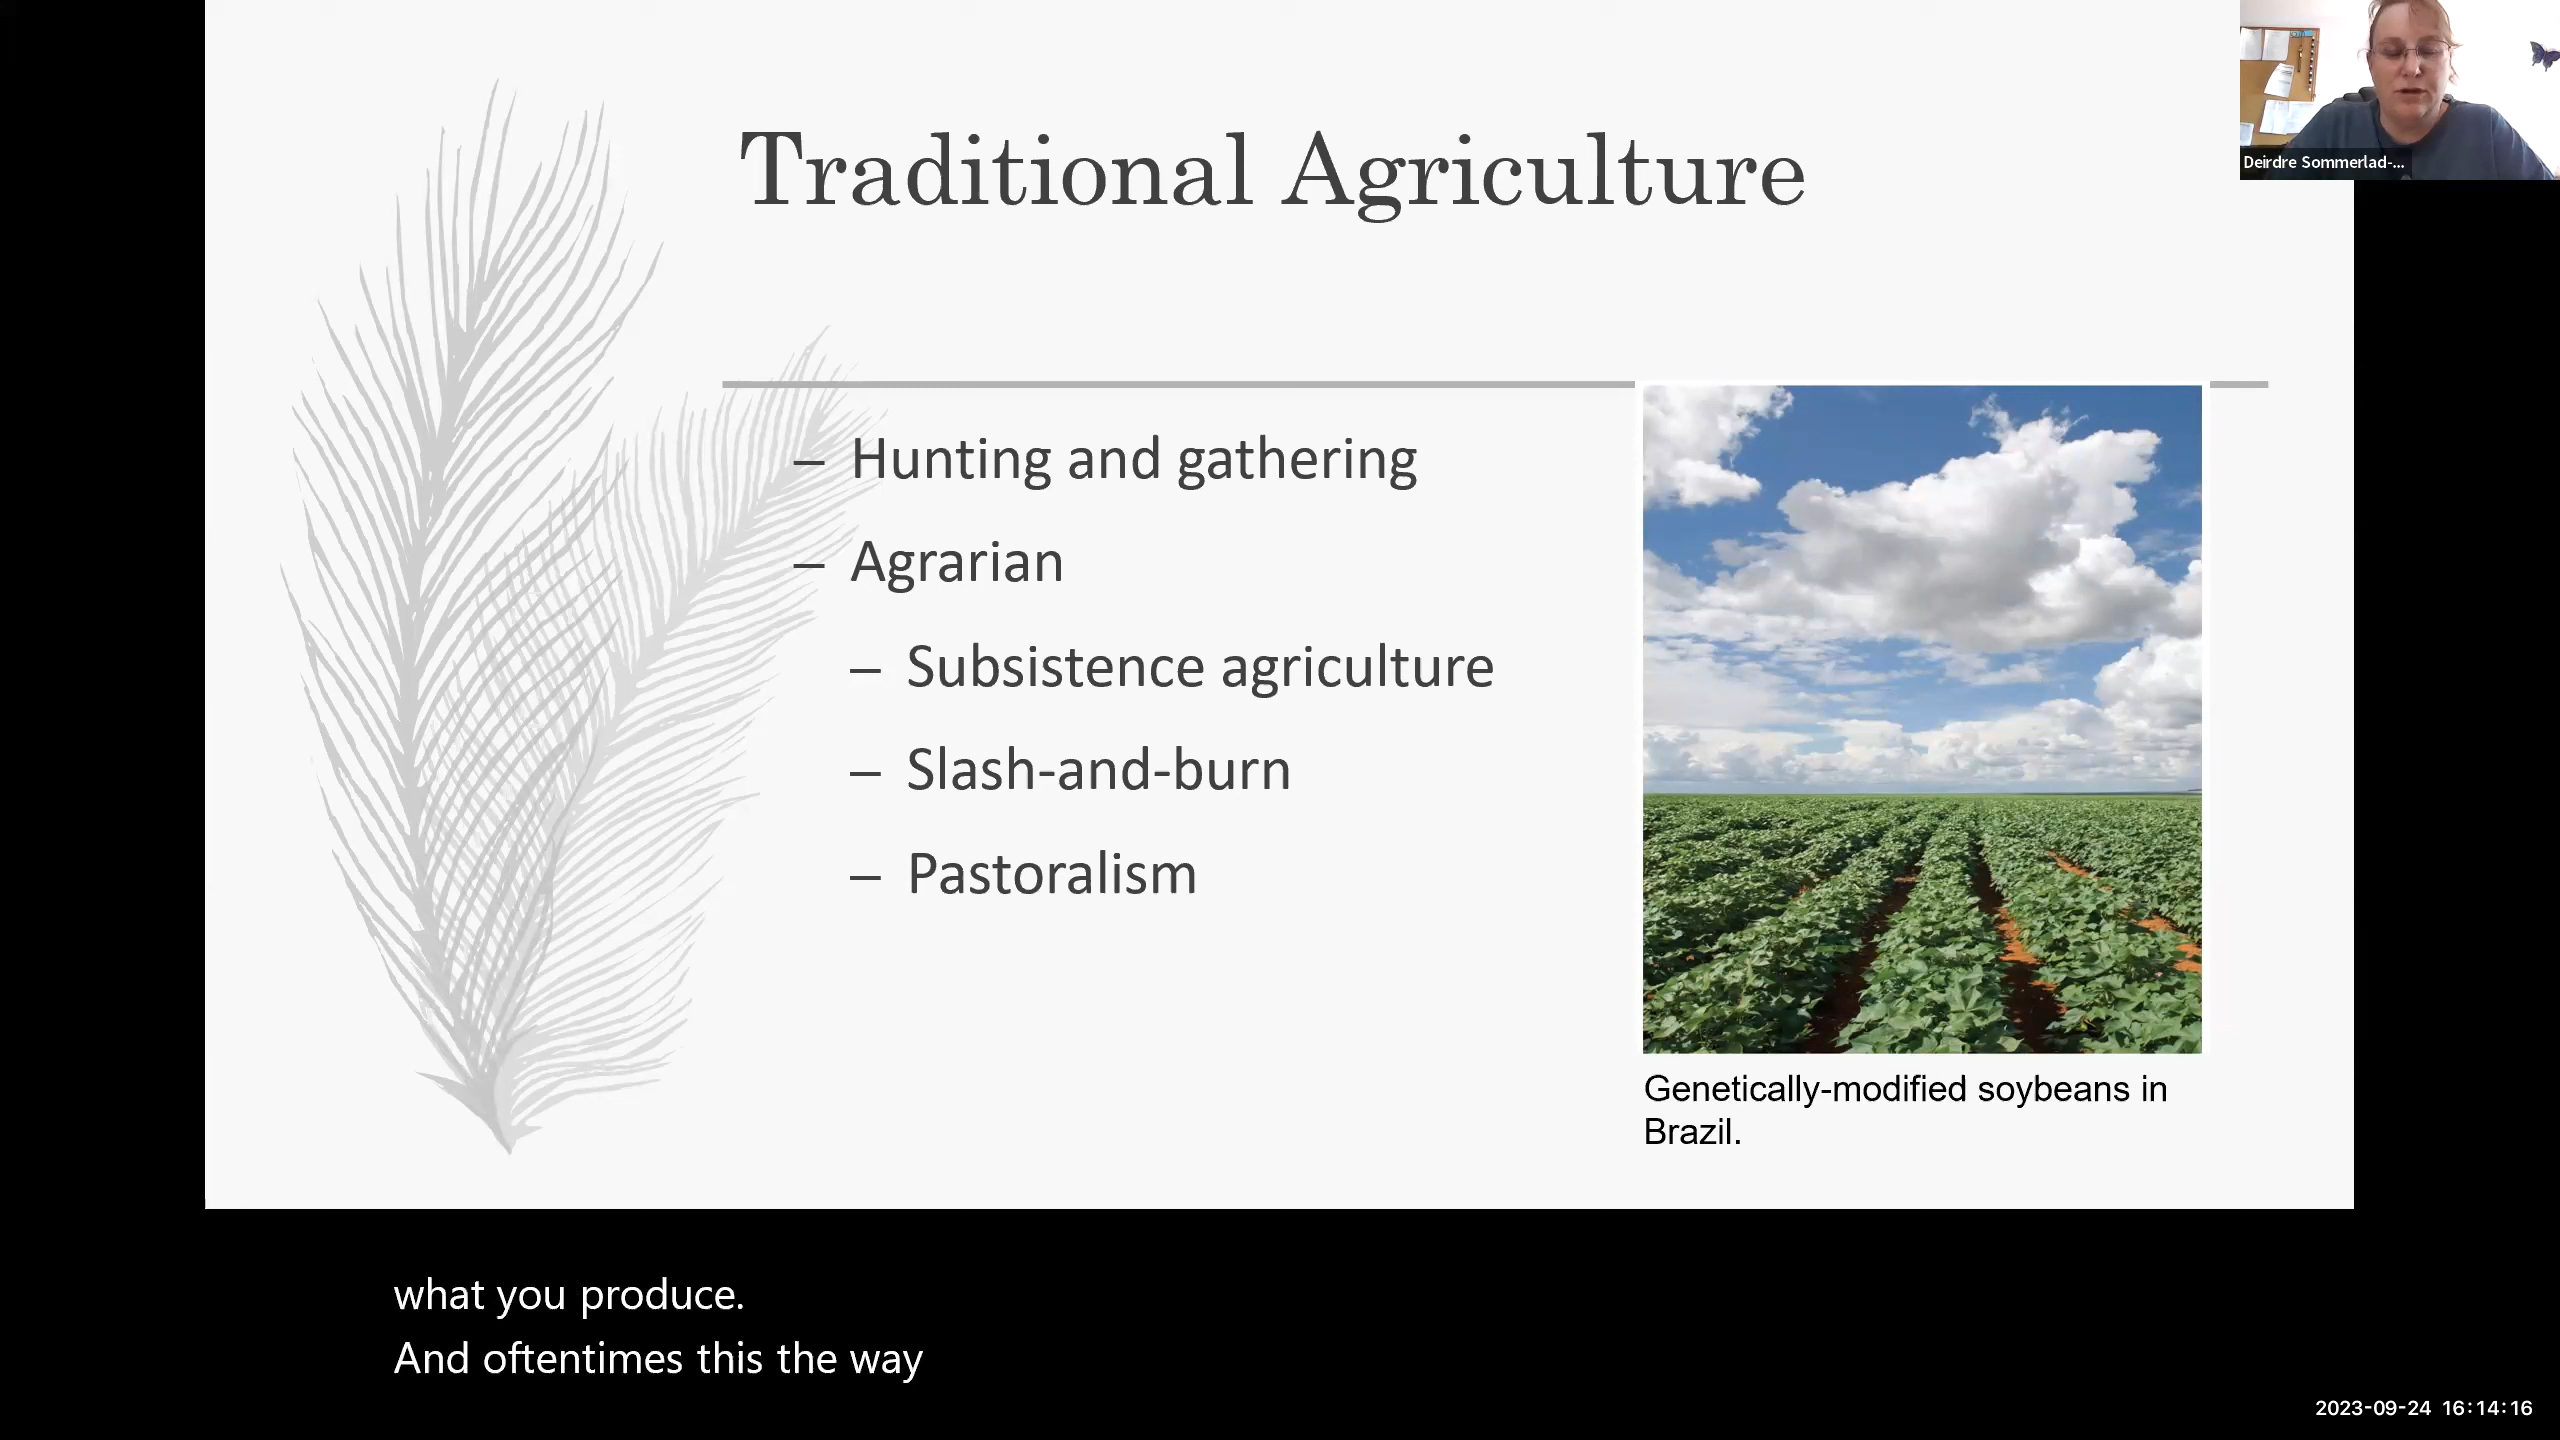 Traditional Agriculture
Deirdre Sommerlad-...
– Hunting and gathering
– Agrarian
– Subsistence agriculture
– Slash-and-burn
– Pastoralism
Genetically-modified soybeans in
Brazil.
what you produce.
And oftentimes this the way
2023-09-24 16:14:16